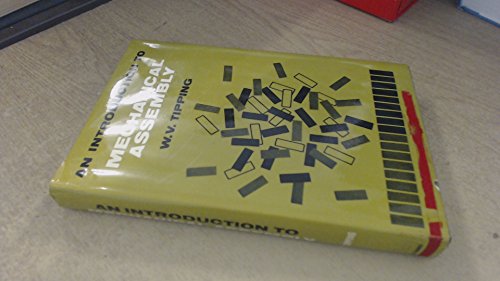 AN INTRODUCTION TO
MECHANICAL
ASSEMBLY
W.V. TIPPING
AN INTRODUCTION TO